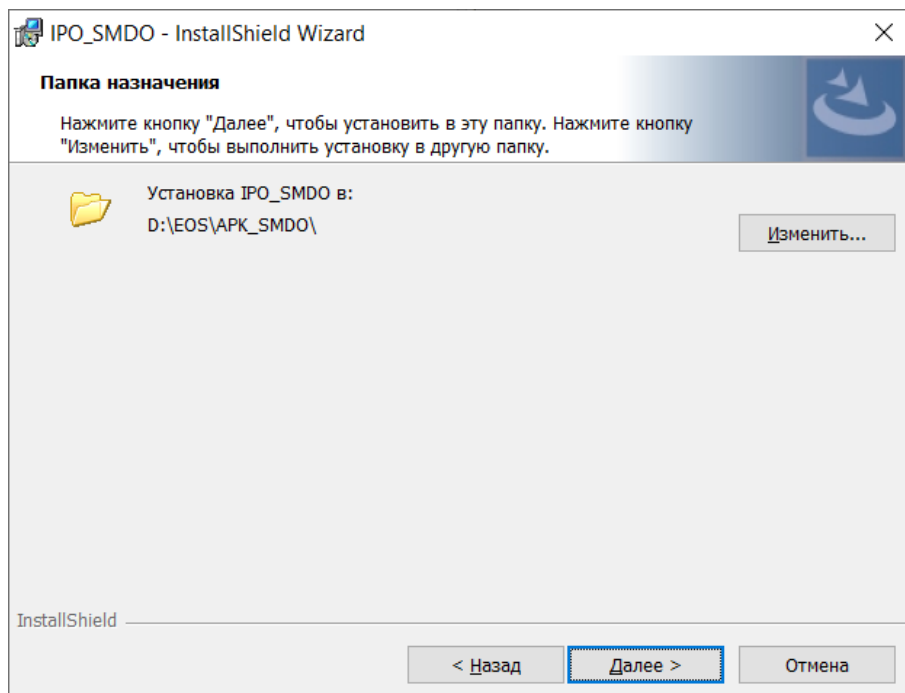 IPO_SMDO - InstallShield Wizard
Папка назначения
Нажмите кнопку "Далее", чтобы установить в эту папку. Нажмите кнопку
"Изменить", чтобы выполнить установку в другую папку.
Установка IPO_SMDO в:
D:\EOS\APK_SMDO\
Изменить...
InstallShield
< Назад
Далее >
Отмена